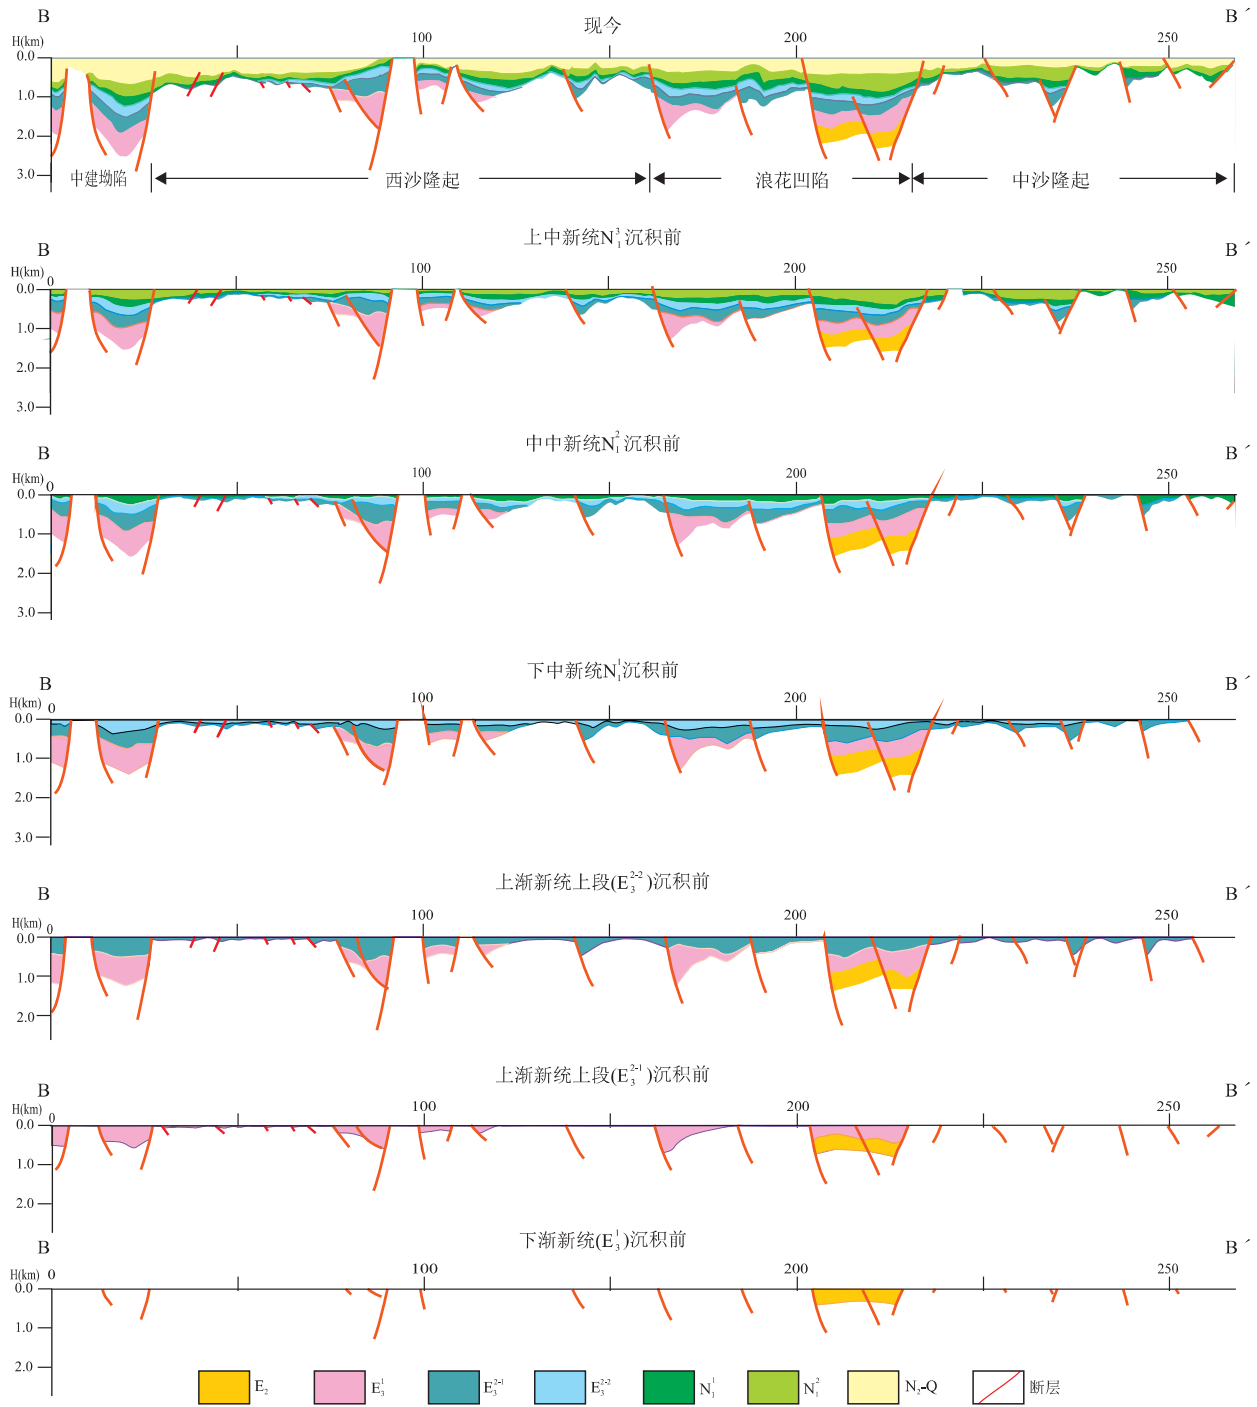 现今
B B´
H(km) 100 200 250
0.0
1.0
2.0
3.0
中建坳陷 西沙隆起 浪花凹陷 中沙隆起
上中新统N₁³沉积前
B B´
H(km) 0 100 200 250
0.0
1.0
2.0
3.0
中中新统N₁²沉积前
B B´
H(km) 0 100 200 250
0.0
1.0
2.0
3.0
下中新统N₁¹沉积前
B B´
H(km) 0 100 200 250
0.0
1.0
2.0
3.0
上渐新统上段(E₃²⁻²)沉积前
B B´
H(km) 0 100 200 250
0.0
1.0
2.0
上渐新统上段(E₃²⁻¹)沉积前
B B´
H(km) 0 100 200 250
0.0
1.0
2.0
下渐新统(E₃¹)沉积前
B B´
H(km) 0 100 200 250
0.0
1.0
2.0
E₂ E₃¹ E₃²⁻¹ E₃²⁻² N₁¹ N₁² N₂-Q 断层